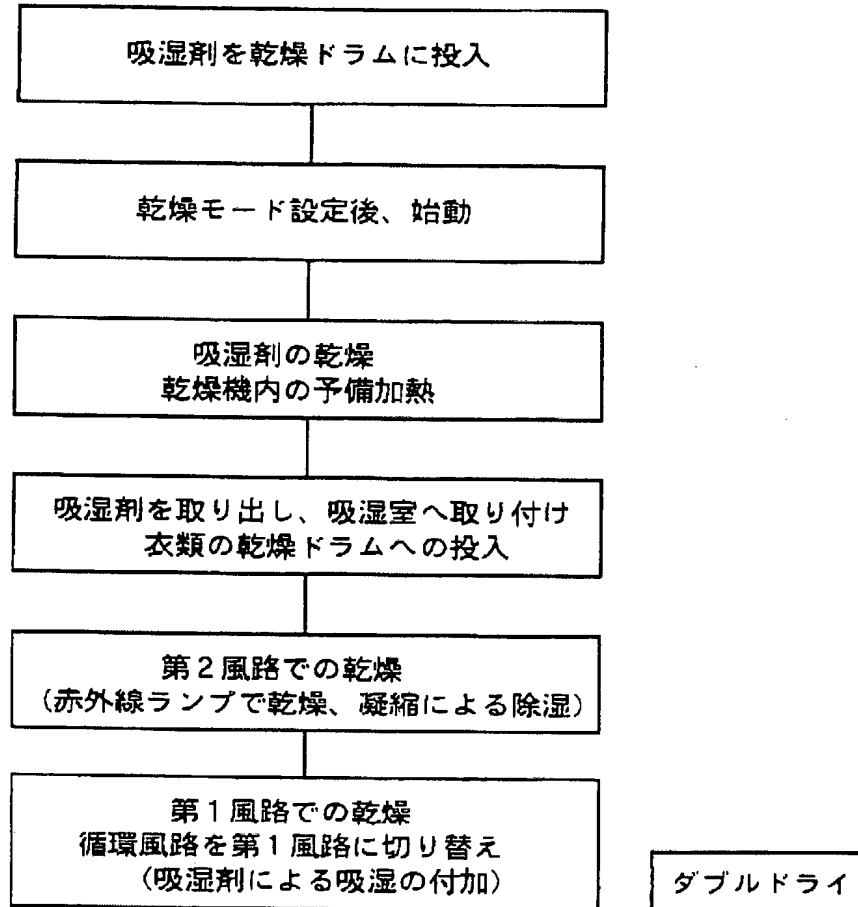 吸湿剤を乾燥ドラムに投入
乾燥モード設定後、始動
吸湿剤の乾燥
乾燥機内の予備加熱
吸湿剤を取り出し、吸湿室へ取り付け
衣類の乾燥ドラムへの投入
第2風路での乾燥
(赤外線ランプで乾燥、凝縮による除湿)
第1風路での乾燥
循環風路を第1風路に切り替え
(吸湿剤による吸湿の付加)
ダブルドライ